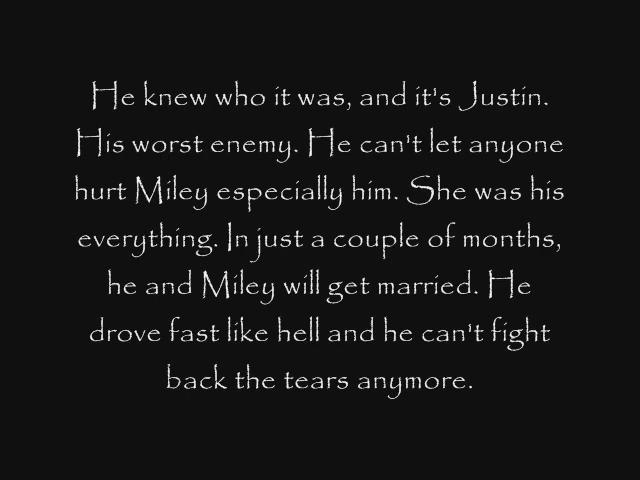 He knew who it was, and it's Justin.
His worst enemy. He can't let anyone
hurt Miley especially him. She was his
everything. In just a couple of months,
he and Miley will get married. He
drove fast like hell and he can't fight
back the tears anymore.